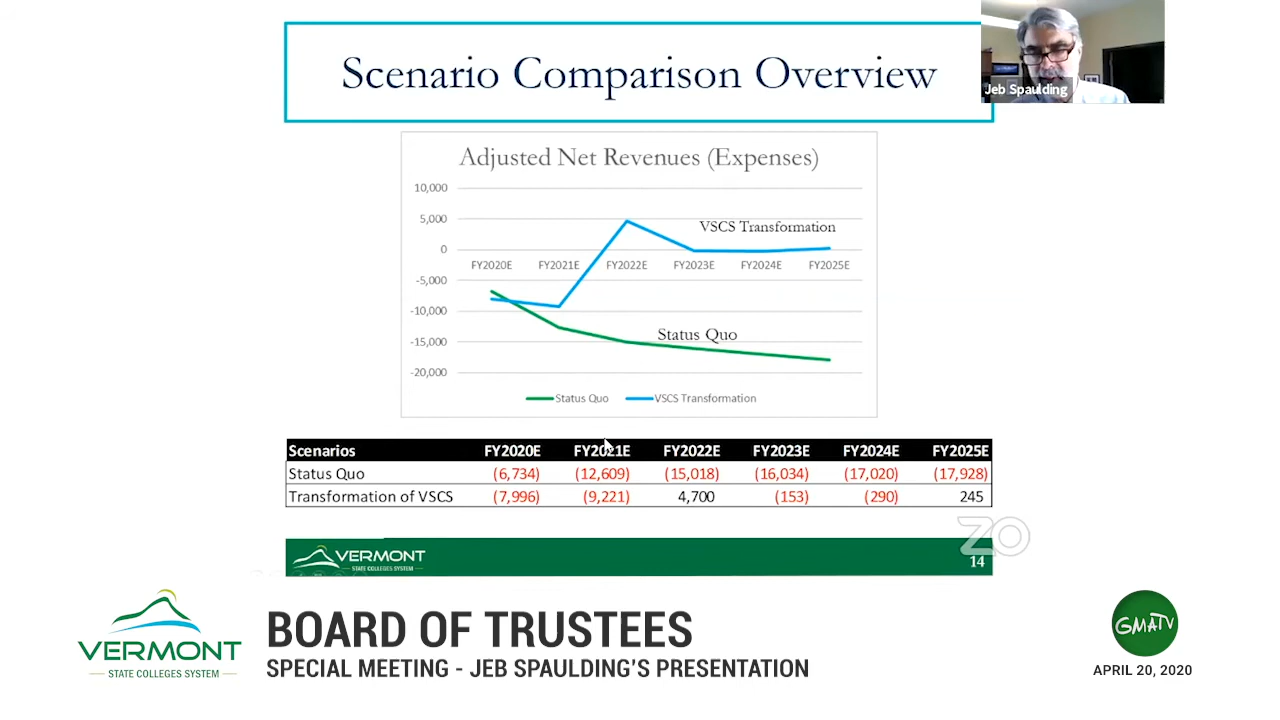 Scenario Comparison Overview
Jeb Spaulding
Adjusted Net Revenues (Expenses)
10,000
5,000
0
-5,000
-10,000
-15,000
-20,000
VSCS Transformation
FY2020E FY2021E FY2022E FY2023E FY2024E FY2025E
Status Quo
Status Quo VSCS Transformation
Scenarios FY2020E FY2021E FY2022E FY2023E FY2024E FY2025E
Status Quo (6,734) (12,609) (15,018) (16,034) (17,020) (17,928)
Transformation of VSCS (7,996) (9,221) 4,700 (153) (290) 245
ZO
VERMONT
STATE COLLEGES SYSTEM
14
VERMONT
STATE COLLEGES SYSTEM
BOARD OF TRUSTEES
SPECIAL MEETING - JEB SPAULDING'S PRESENTATION
GMATV
APRIL 20, 2020